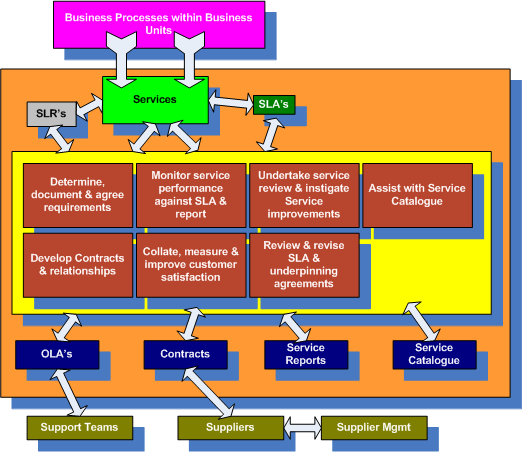 Business Processes within Business
Units
Services
SLR's
SLA's
Determine,
document & agree
requirements
Monitor service
performance
against SLA &
report
Undertake service
review & instigate
Service
improvements
Assist with Service
Catalogue
Develop Contracts
& relationships
Collate, measure &
improve customer
satisfaction
Review & revise
SLA &
underpinning
agreements
OLA's
Contracts
Service
Reports
Service
Catalogue
Support Teams
Suppliers
Supplier Mgmt